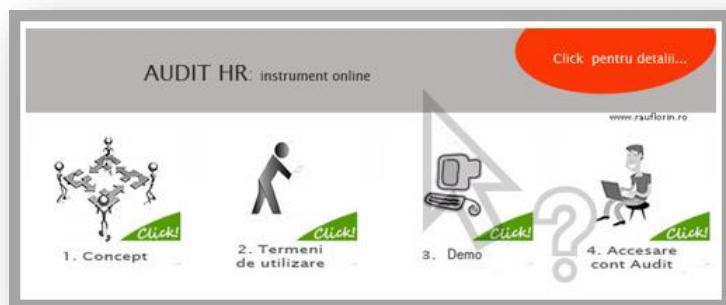 AUDIT HR: instrument online
Click pentru detalii...
www.rauflorin.ro
Click!
1. Concept
Click!
2. Termeni
de utilizare
Click!
3. Demo
Click!
4. Accesare
cont Audit